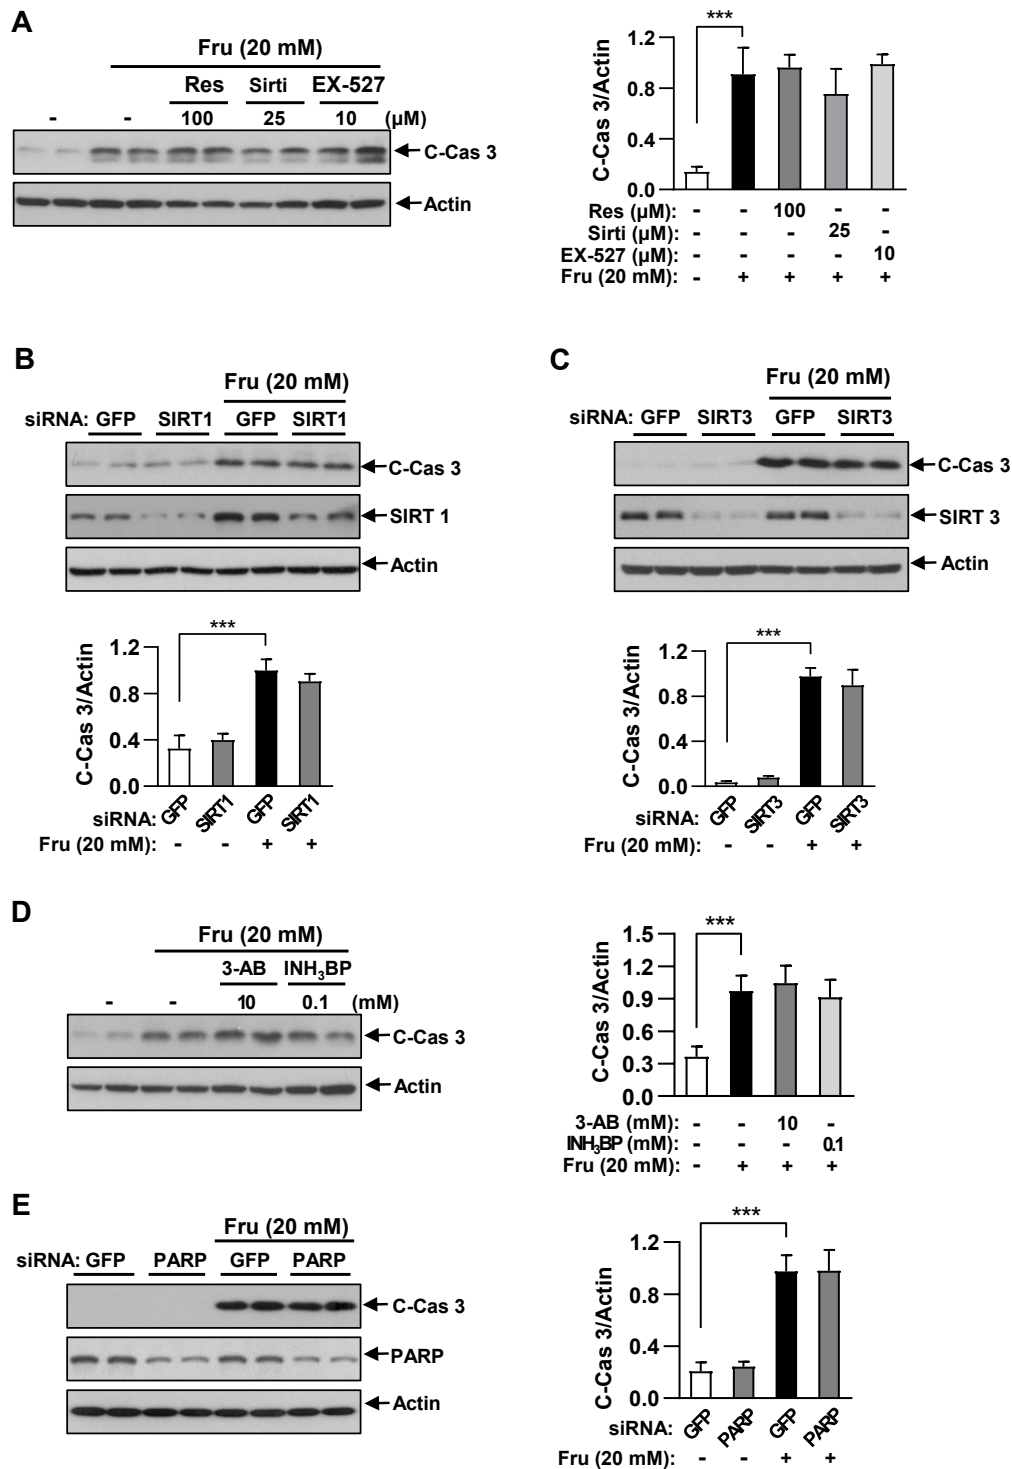 A
Fru (20 mM)
Res Sirti EX-527
- - 100 25 10 (µM)
C-Cas 3
Actin
***
C-Cas 3/Actin
1.2
0.8
0.4
0.0
Res (µM): - - 100 - -
Sirti (µM): - - - 25 -
EX-527 (µM): - - - - 10
Fru (20 mM): - + + + +
B
Fru (20 mM)
siRNA: GFP SIRT1 GFP SIRT1
C-Cas 3
SIRT 1
Actin
***
C-Cas 3/Actin
1.2
0.8
0.4
0.0
siRNA: GFP SIRT1 GFP SIRT1
Fru (20 mM): - - + +
C
Fru (20 mM)
siRNA: GFP SIRT3 GFP SIRT3
C-Cas 3
SIRT 3
Actin
***
C-Cas 3/Actin
1.2
0.8
0.4
0.0
siRNA: GFP SIRT3 GFP SIRT3
Fru (20 mM): - - + +
D
Fru (20 mM)
3-AB INH₃BP
- - 10 0.1 (mM)
C-Cas 3
Actin
***
C-Cas 3/Actin
1.5
1.2
0.9
0.6
0.3
0.0
3-AB (mM): - - 10 -
INH₃BP (mM): - - - 0.1
Fru (20 mM): - + + +
E
Fru (20 mM)
siRNA: GFP PARP GFP PARP
C-Cas 3
PARP
Actin
***
C-Cas 3/Actin
1.2
0.8
0.4
0.0
siRNA: GFP PARP GFP PARP
Fru (20 mM): - - + +